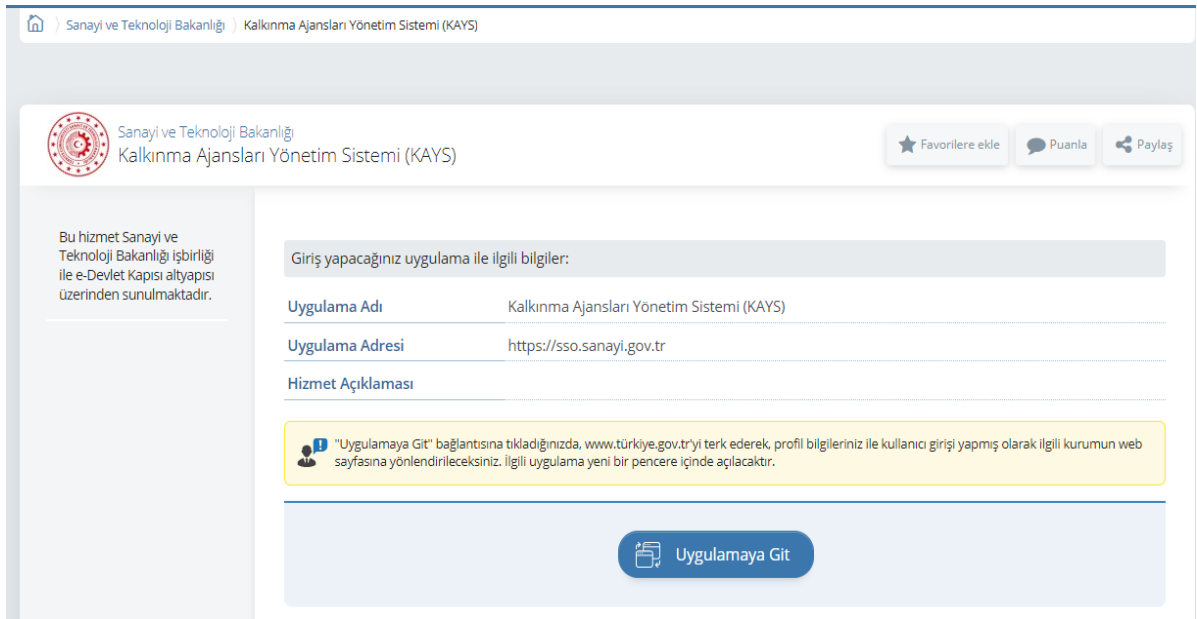 Sanayi ve Teknoloji Bakanlığı Kalkınma Ajansları Yönetim Sistemi (KAYS)
Sanayi ve Teknoloji Bakanlığı
Kalkınma Ajansları Yönetim Sistemi (KAYS)
Favorilere ekle
Puanla
Paylaş
Bu hizmet Sanayi ve
Teknoloji Bakanlığı işbirliği
ile e-Devlet Kapısı altyapısı
üzerinden sunulmaktadır.
Giriş yapacağınız uygulama ile ilgili bilgiler:
Uygulama Adı Kalkınma Ajansları Yönetim Sistemi (KAYS)
Uygulama Adresi https://sso.sanayi.gov.tr
Hizmet Açıklaması
"Uygulamaya Git" bağlantısına tıkladığınızda, www.türkiye.gov.tr'yi terk ederek, profil bilgileriniz ile kullanıcı girişi yapmış olarak ilgili kurumun web
sayfasına yönlendirileceksiniz. İlgili uygulama yeni bir pencere içinde açılacaktır.
Uygulamaya Git